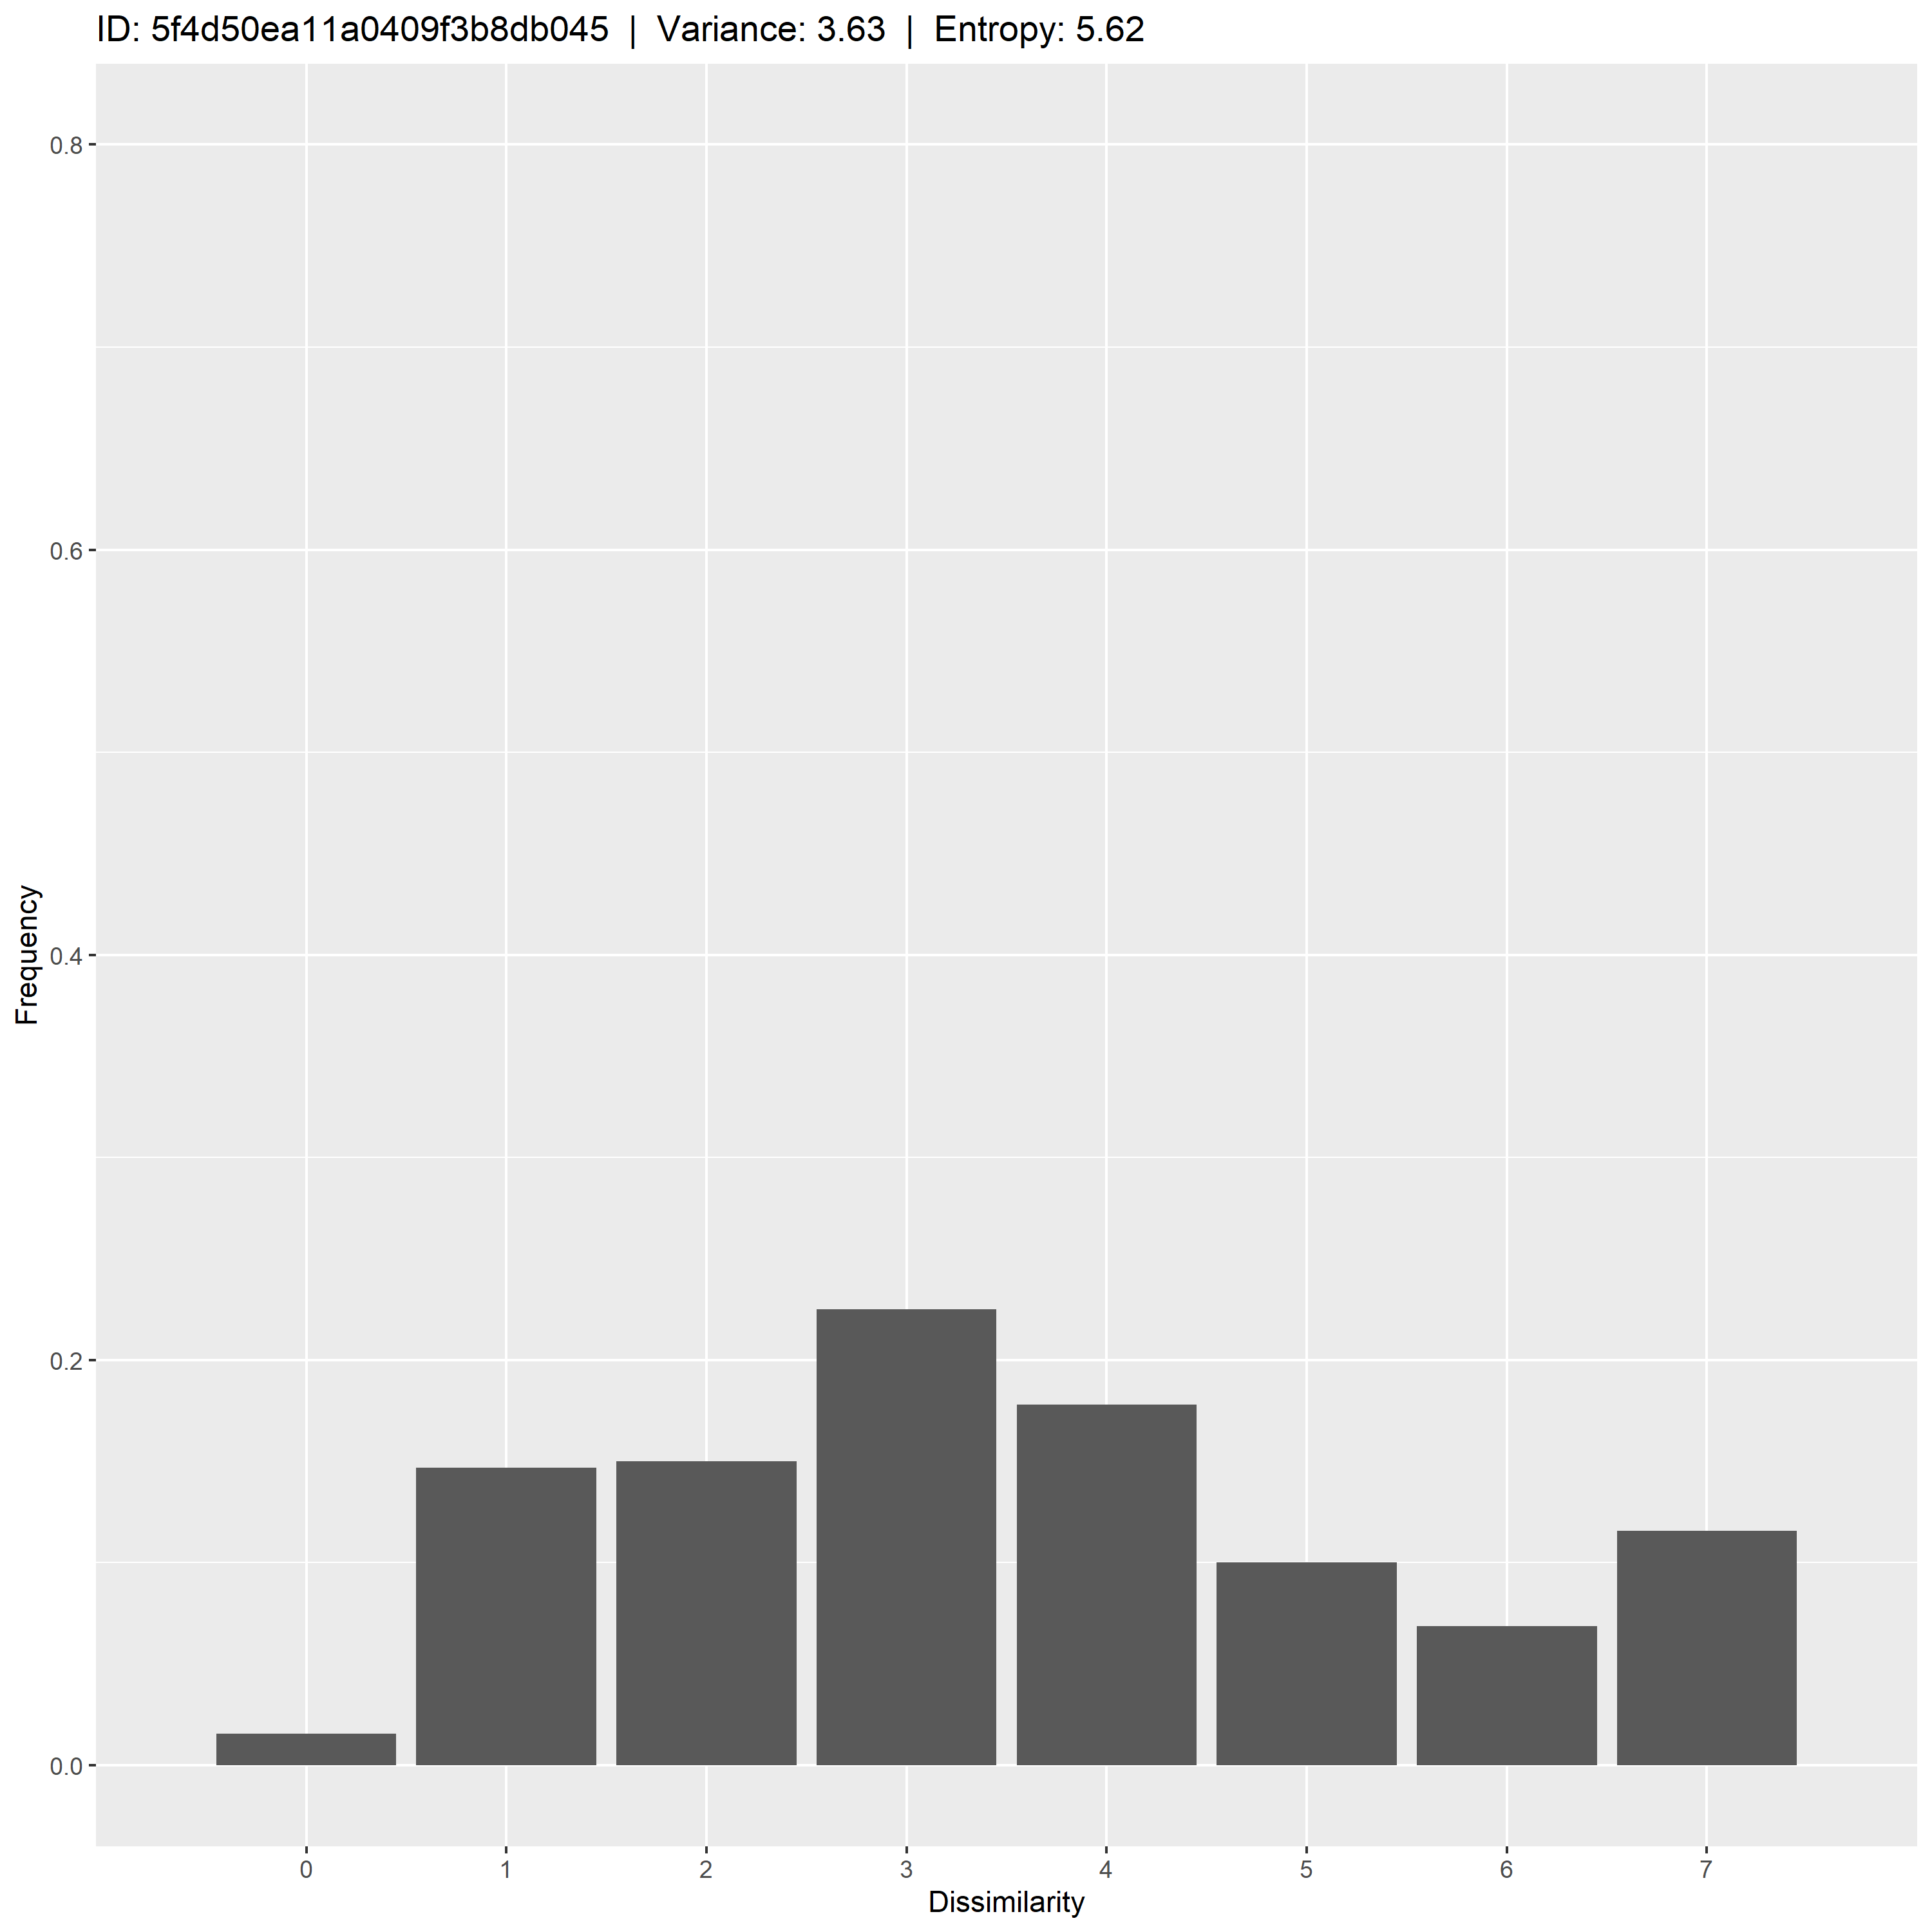 ID: 5f4d50ea11a0409f3b8db045 | Variance: 3.63 | Entropy: 5.62
0.8
0.6
0.4
0.2
0.0
Frequency
0 1 2 3 4 5 6 7
Dissimilarity